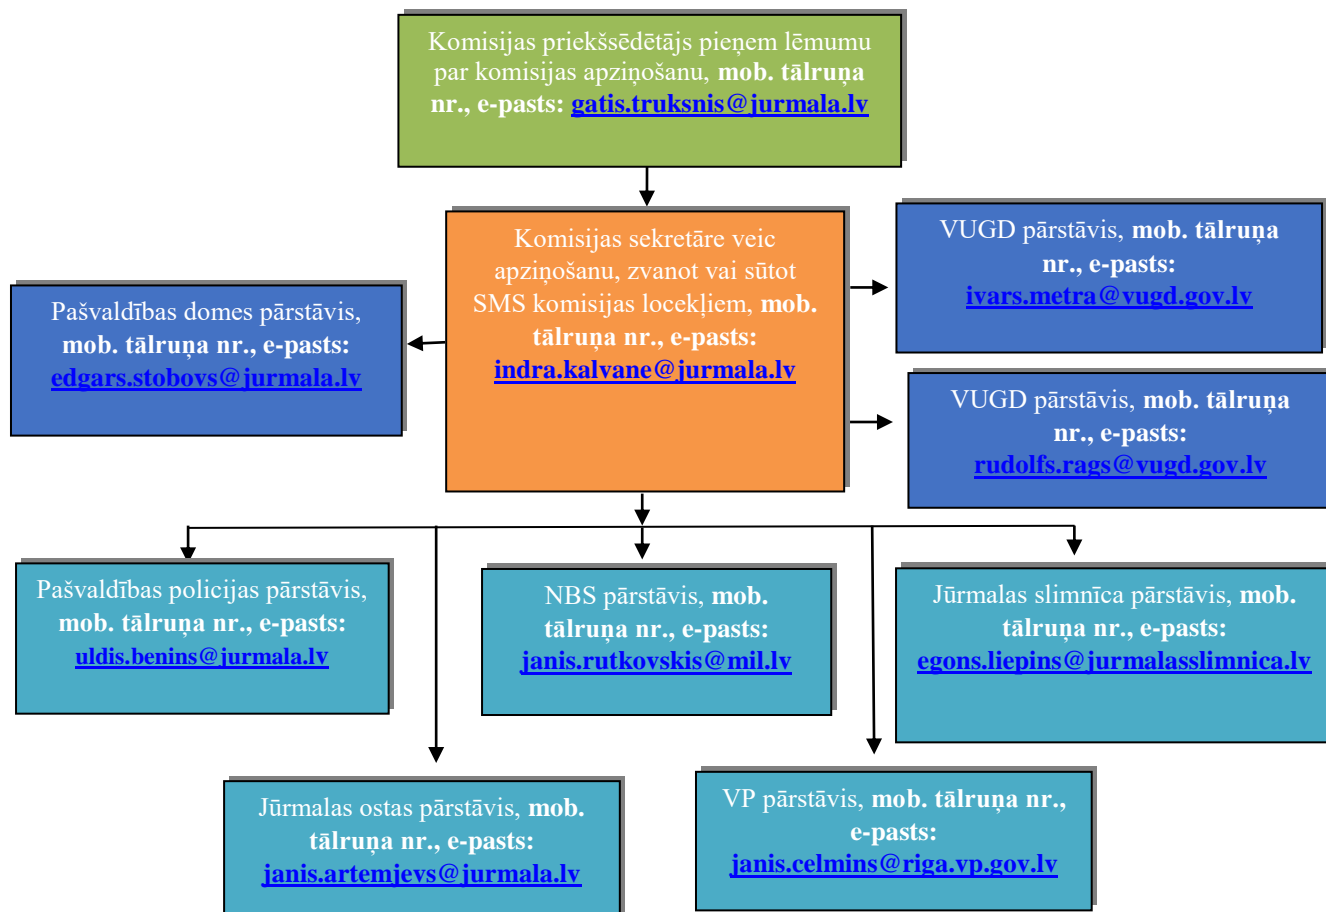 Komisijas priekšsēdētājs pieņem lēmumu
par komisijas apziņošanu, mob. tālruņa
nr., e-pasts: gatis.truksnis@jurmala.lv
Komisijas sekretāre veic
apziņošanu, zvanot vai sūtot
SMS komisijas locekļiem, mob.
tālruņa nr., e-pasts:
indra.kalvane@jurmala.lv
VUGD pārstāvis, mob. tālruņa
nr., e-pasts:
ivars.metra@vugd.gov.lv
Pašvaldības domes pārstāvis,
mob. tālruņa nr., e-pasts:
edgars.stobovs@jurmala.lv
VUGD pārstāvis, mob. tālruņa
nr., e-pasts:
rudolfs.rags@vugd.gov.lv
Pašvaldības policijas pārstāvis,
mob. tālruņa nr., e-pasts:
uldis.benins@jurmala.lv
NBS pārstāvis, mob.
tālruņa nr., e-pasts:
janis.rutkovskis@mil.lv
Jūrmalas slimnīca pārstāvis, mob.
tālruņa nr., e-pasts:
egons.liepins@jurmalasslimnica.lv
Jūrmalas ostas pārstāvis, mob.
tālruņa nr., e-pasts:
janis.artemjevs@jurmala.lv
VP pārstāvis, mob. tālruņa nr.,
e-pasts:
janis.celmins@riga.vp.gov.lv